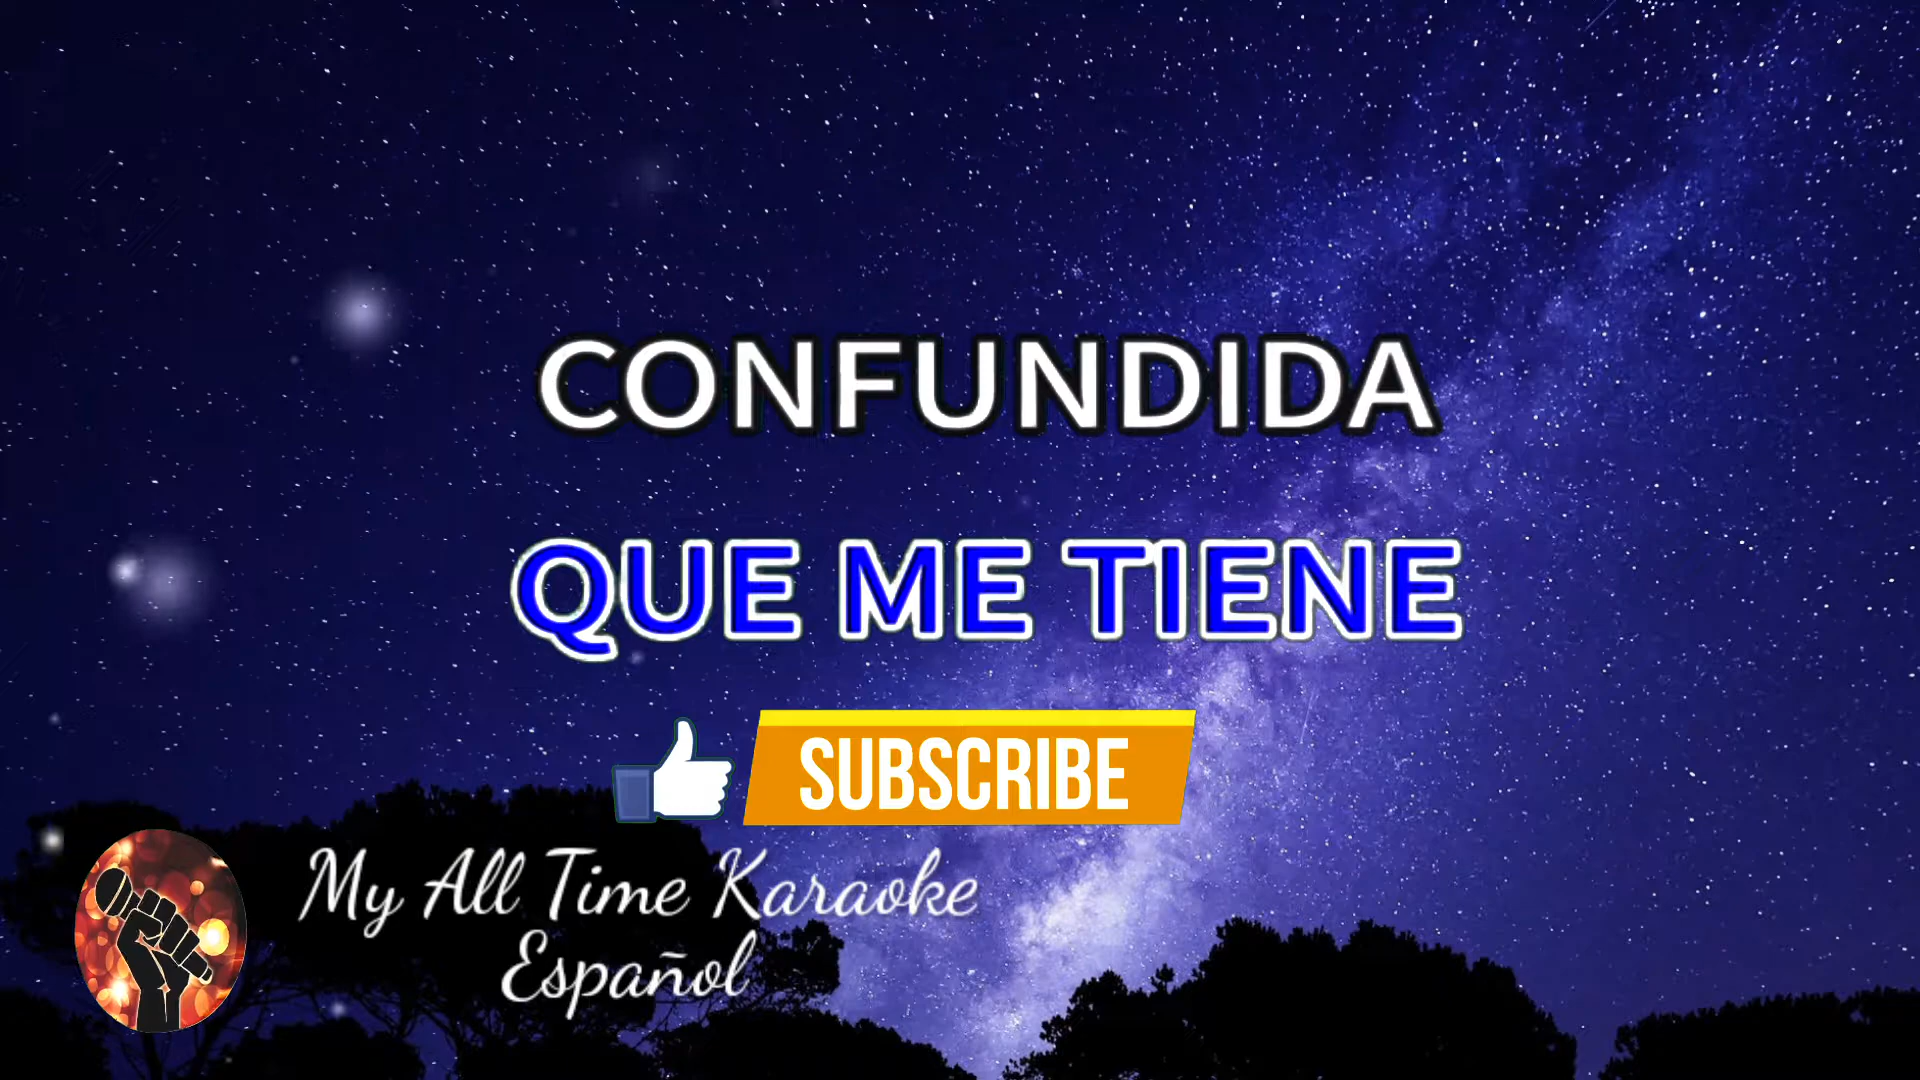 CONFUNDIDA
QUE ME TIENE
SUBSCRIBE
My All Time Karaoke
Español